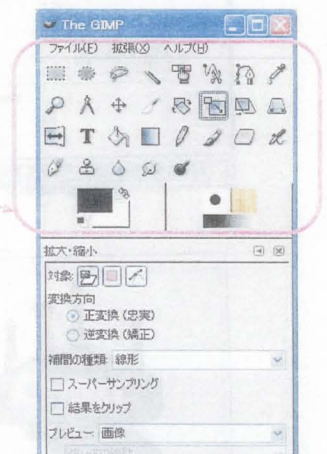 The GIMP
ファイル(F) 拡張(X) ヘルプ(H)
拡大・縮小
対象:
変換方向
正変換 (忠実)
逆変換 (矯正)
補間の種類: 線形
スーパーサンプリング
結果をクリップ
プレビュー: 画像